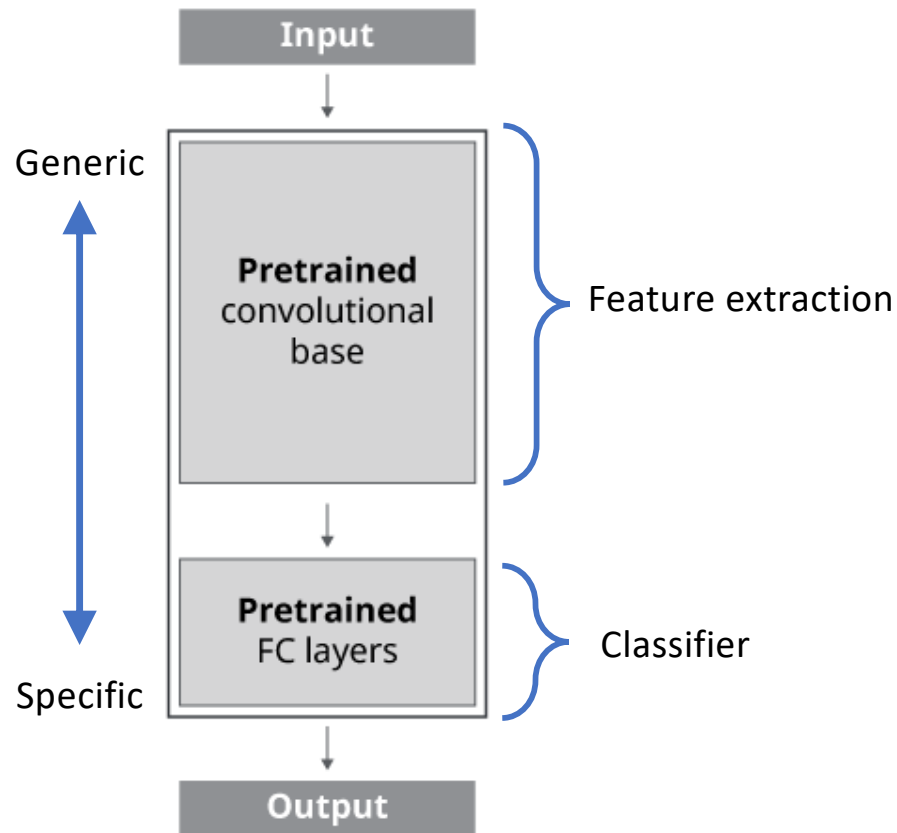 Input
Generic
Pretrained
convolutional
base
Feature extraction
Pretrained
FC layers
Classifier
Specific
Output